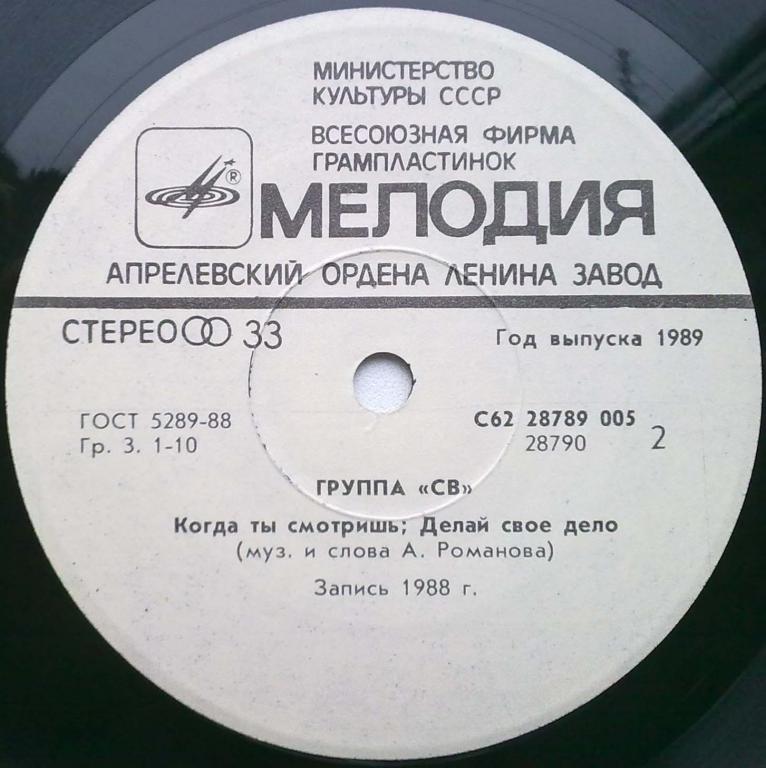 МИНИСТЕРСТВО
КУЛЬТУРЫ СССР
ВСЕСОЮЗНАЯ ФИРМА
ГРАМПЛАСТИНОК
®
МЕЛОДИЯ
АПРЕЛЕВСКИЙ ОРДЕНА ЛЕНИНА ЗАВОД
СТЕРЕО 33
Год выпуска 1989
ГОСТ 5289-88
Гр. 3. 1-10
С62 28789 005
28790
2
ГРУППА «СВ»
Когда ты смотришь; Делай свое дело
(муз. и слова А. Романова)
Запись 1988 г.